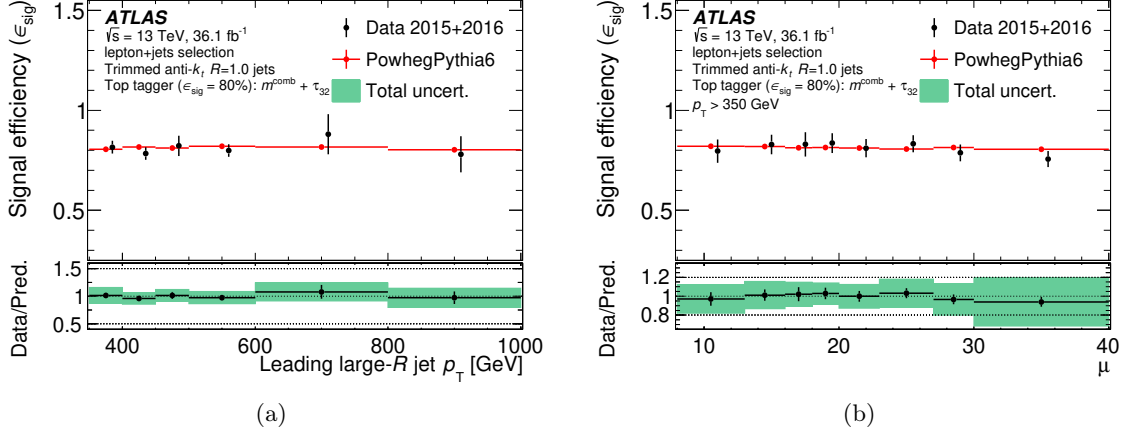 ATLAS
√s = 13 TeV, 36.1 fb⁻¹
lepton+jets selection
Trimmed anti-kₜ R=1.0 jets
Top tagger (ϵsig = 80%): mᶜᵒᵐᵇ + τ₃₂
Data 2015+2016
PowhegPythia6
Total uncert.
Signal efficiency (ϵsig)
1.5
1
0.5
Data/Pred.
1.5
1.0
0.5
400
600
800
1000
Leading large-R jet pT [GeV]
(a)
ATLAS
√s = 13 TeV, 36.1 fb⁻¹
lepton+jets selection
Trimmed anti-kₜ R=1.0 jets
Top tagger (ϵsig = 80%): mᶜᵒᵐᵇ + τ₃₂
pT > 350 GeV
Data 2015+2016
PowhegPythia6
Total uncert.
Signal efficiency (ϵsig)
1.5
1
0.5
Data/Pred.
1.2
1.0
0.8
10
20
30
40
μ
(b)